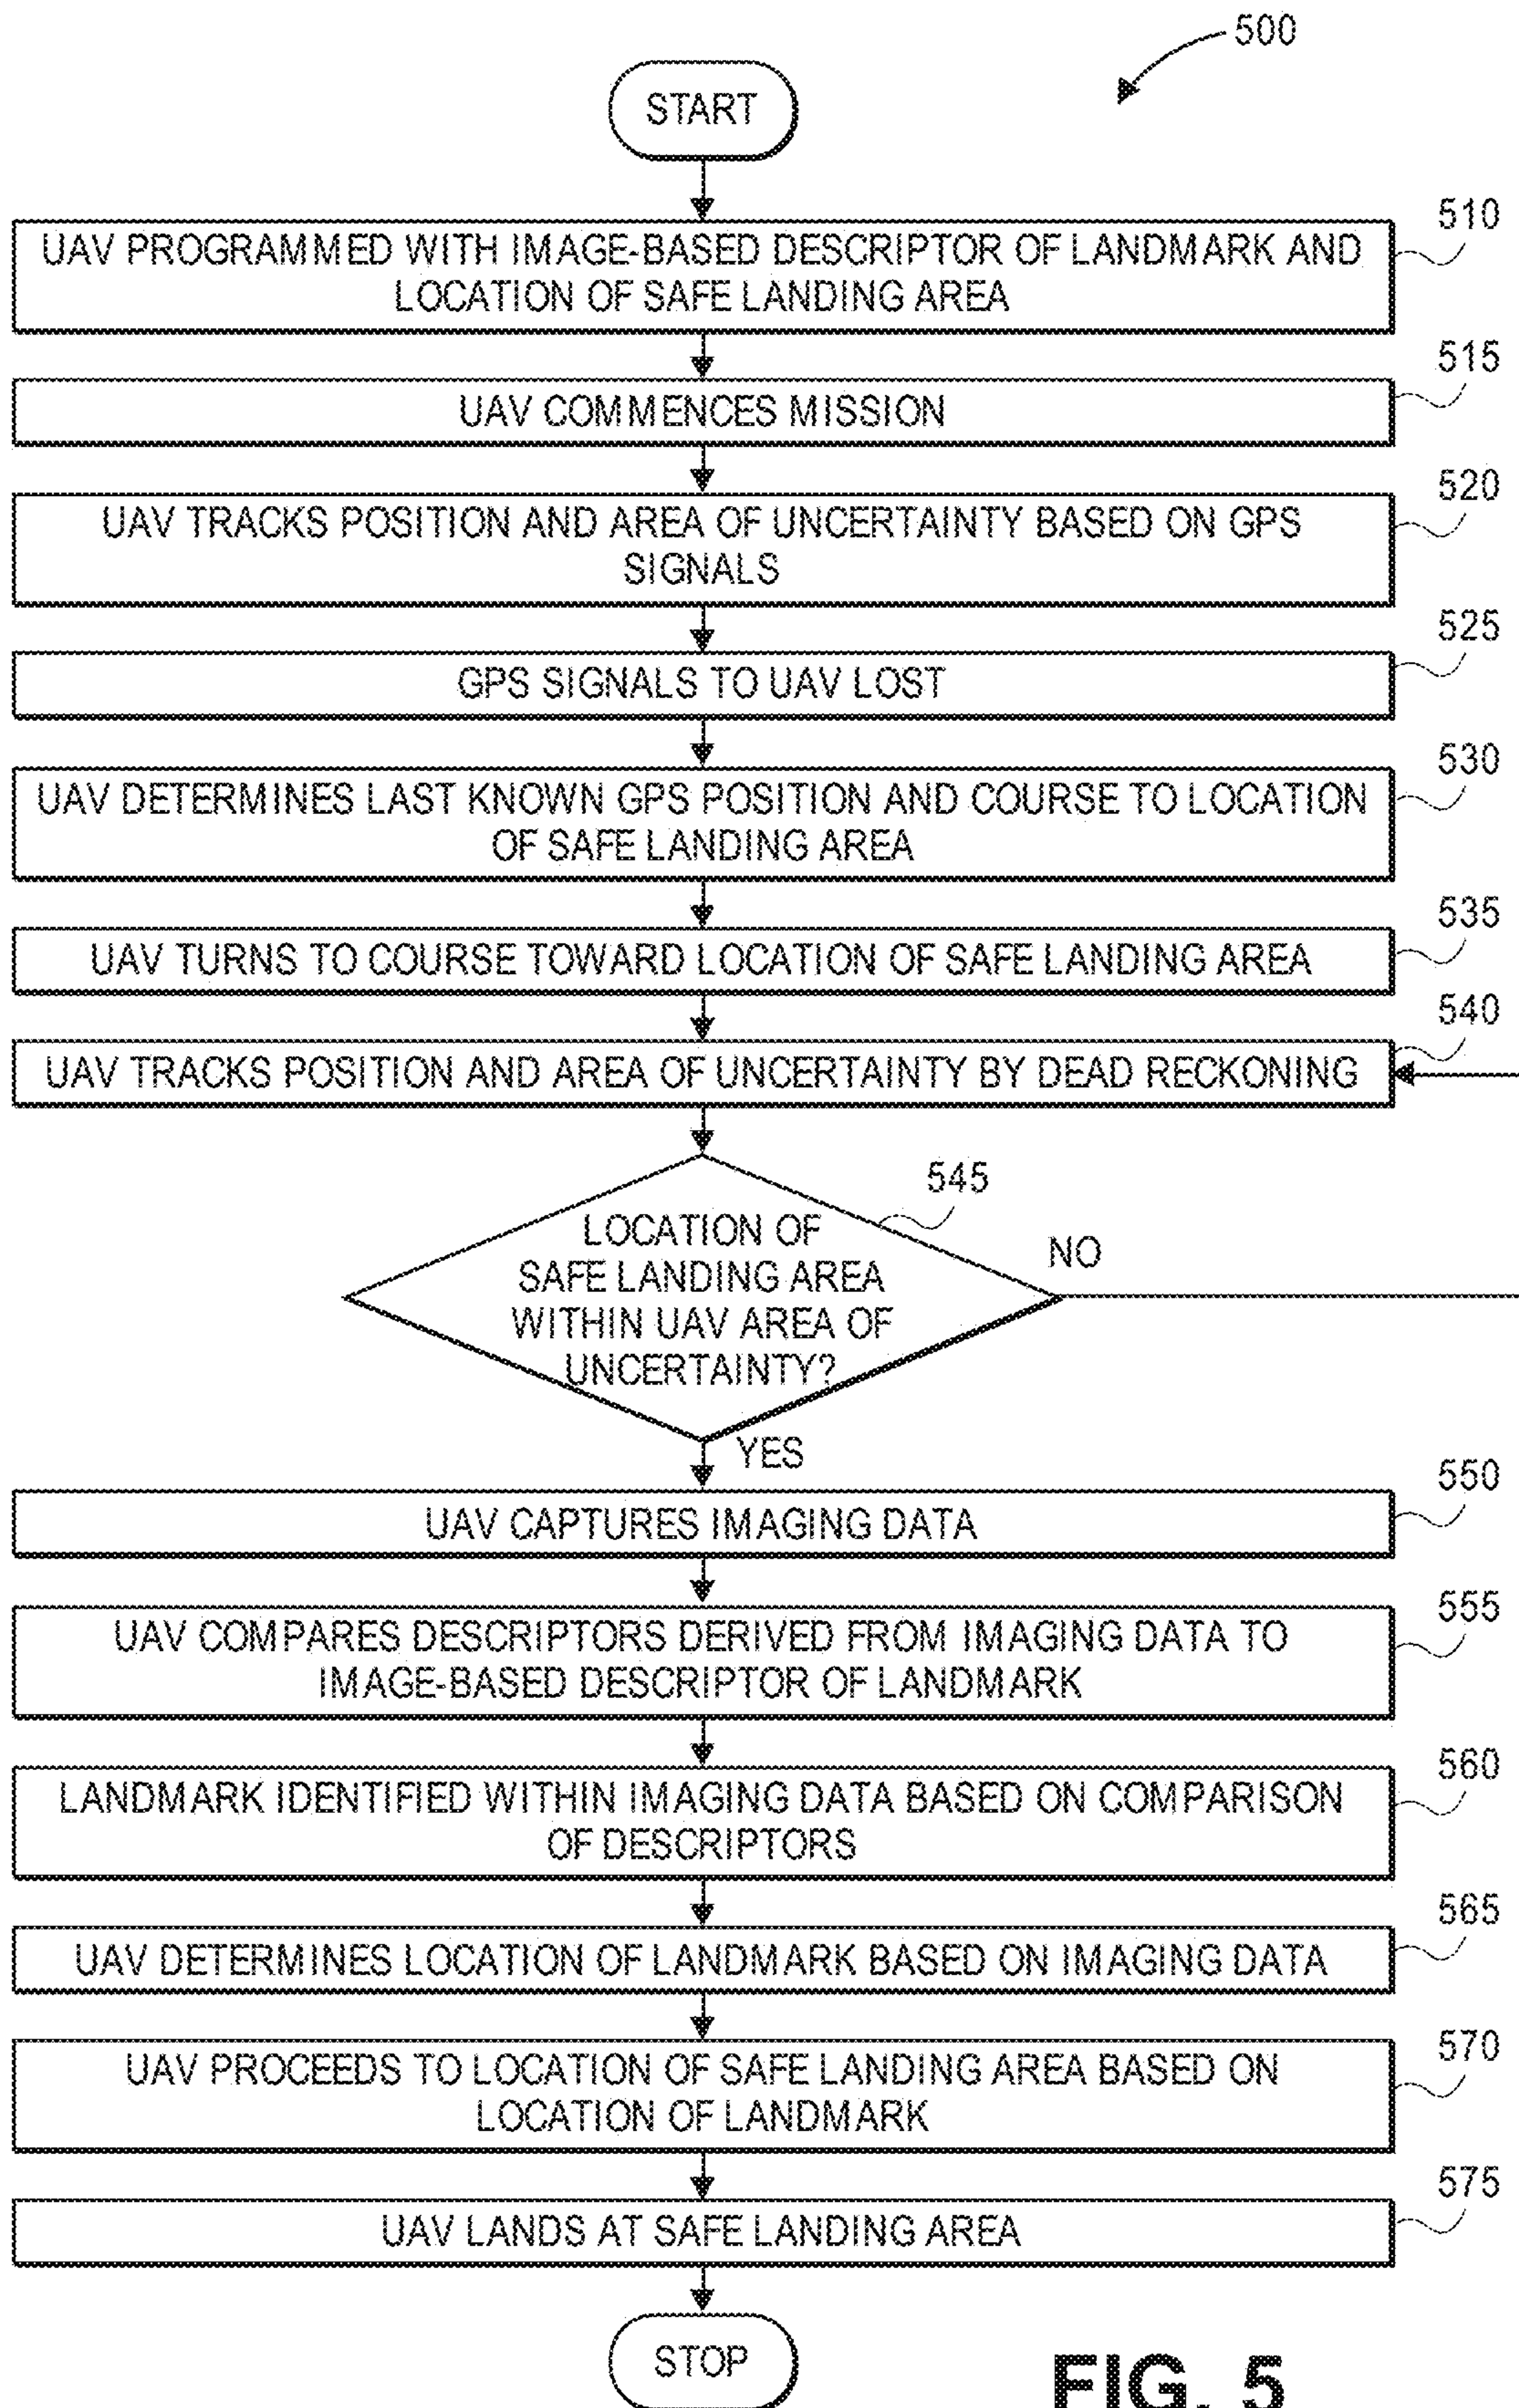 500
START
510
UAV PROGRAMMED WITH IMAGE-BASED DESCRIPTOR OF LANDMARK AND
LOCATION OF SAFE LANDING AREA
515
UAV COMMENCES MISSION
520
UAV TRACKS POSITION AND AREA OF UNCERTAINTY BASED ON GPS
SIGNALS
525
GPS SIGNALS TO UAV LOST
530
UAV DETERMINES LAST KNOWN GPS POSITION AND COURSE TO LOCATION
OF SAFE LANDING AREA
535
UAV TURNS TO COURSE TOWARD LOCATION OF SAFE LANDING AREA
540
UAV TRACKS POSITION AND AREA OF UNCERTAINTY BY DEAD RECKONING
545
LOCATION OF
SAFE LANDING AREA
WITHIN UAV AREA OF
UNCERTAINTY?
NO
YES
550
UAV CAPTURES IMAGING DATA
555
UAV COMPARES DESCRIPTORS DERIVED FROM IMAGING DATA TO
IMAGE-BASED DESCRIPTOR OF LANDMARK
560
LANDMARK IDENTIFIED WITHIN IMAGING DATA BASED ON COMPARISON
OF DESCRIPTORS
565
UAV DETERMINES LOCATION OF LANDMARK BASED ON IMAGING DATA
570
UAV PROCEEDS TO LOCATION OF SAFE LANDING AREA BASED ON
LOCATION OF LANDMARK
575
UAV LANDS AT SAFE LANDING AREA
STOP
FIG. 5